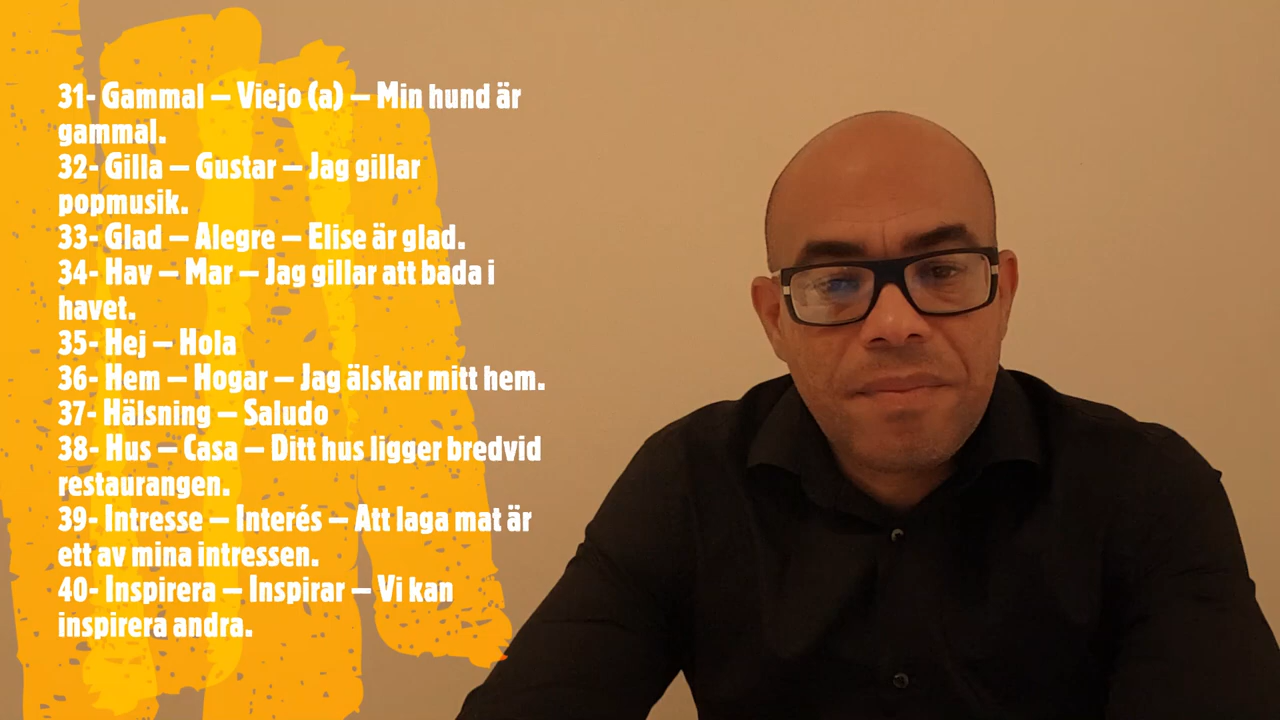 31- Gammal – Viejo (a) – Min hund är
gammal.
32- Gilla – Gustar – Jag gillar
popmusik.
33- Glad – Alegre – Elise är glad.
34- Hav – Mar – Jag gillar att bada i
havet.
35- Hej – Hola
36- Hem – Hogar – Jag älskar mitt hem.
37- Hälsning – Saludo
38- Hus – Casa – Ditt hus ligger bredvid
restaurangen.
39- Intresse – Interés – Att laga mat är
ett av mina intressen.
40- Inspirera – Inspirar – Vi kan
inspirera andra.